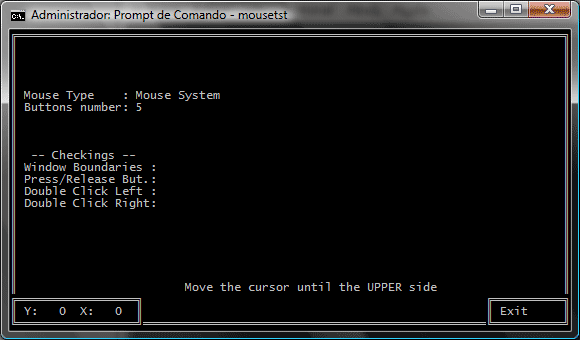 Administrador: Prompt de Comando - mousetst
Mouse Type    : Mouse System
Buttons number: 5
-- Checkings --
Window Boundaries :
Press/Release But.:
Double Click Left :
Double Click Right:
Move the cursor until the UPPER side
Y:   0  X:   0
Exit